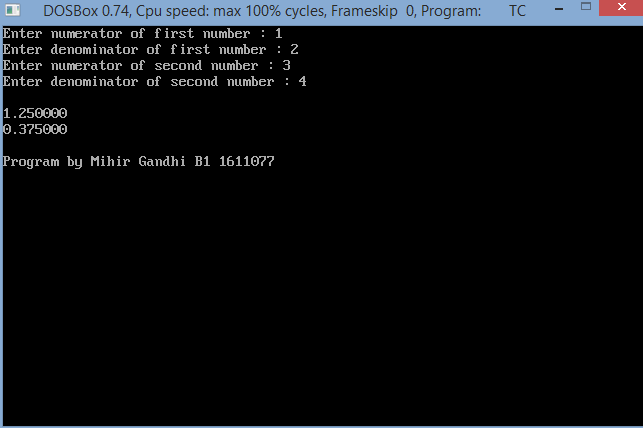 DOSBox 0.74, Cpu speed: max 100% cycles, Frameskip 0, Program: TC
Enter numerator of first number : 1
Enter denominator of first number : 2
Enter numerator of second number : 3
Enter denominator of second number : 4
1.250000
0.375000
Program by Mihir Gandhi B1 1611077